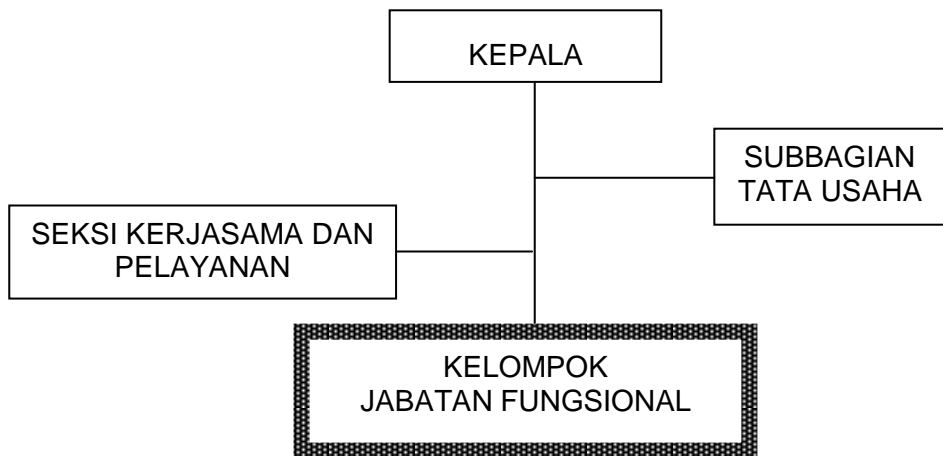 KEPALA
SUBBAGIAN
TATA USAHA
SEKSI KERJASAMA DAN
PELAYANAN
KELOMPOK
JABATAN FUNGSIONAL